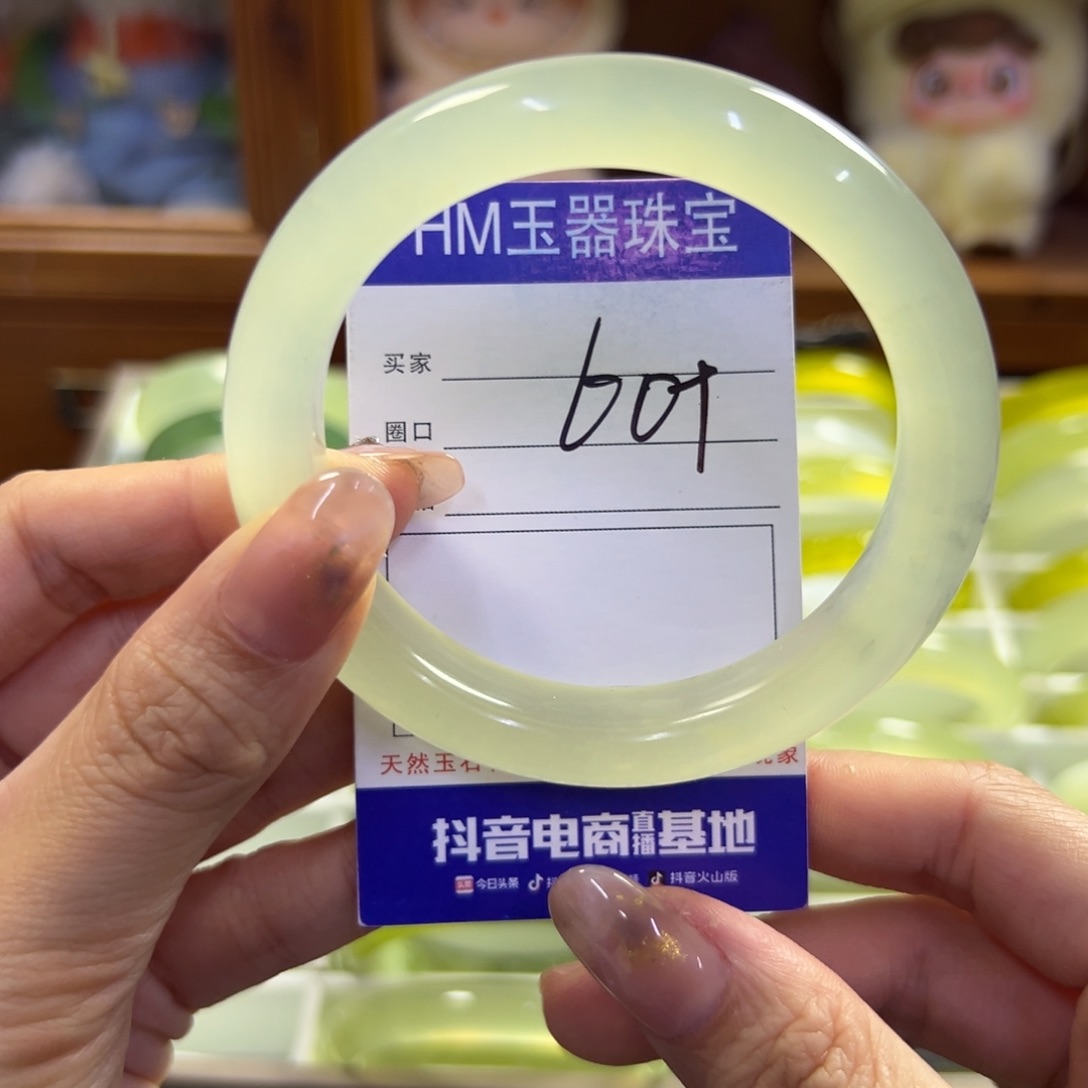 HM玉器珠宝
买家
圈口
60+
天然玉石
抖音电商直播基地
今日头条 抖 抖音火山版